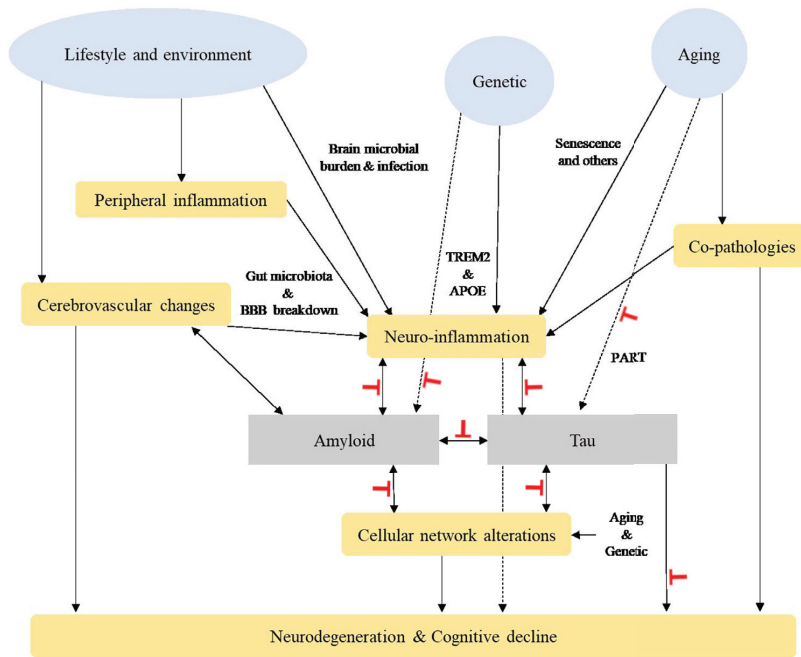 Lifestyle and environment
Genetic
Aging
Brain microbial
burden & infection
Senescence
and others
Peripheral inflammation
TREM2
&
APOE
Co-pathologies
Gut microbiota
&
BBB breakdown
Cerebrovascular changes
Neuro-inflammation
PART
Amyloid
Tau
Cellular network alterations
Aging
&
Genetic
Neurodegeneration & Cognitive decline